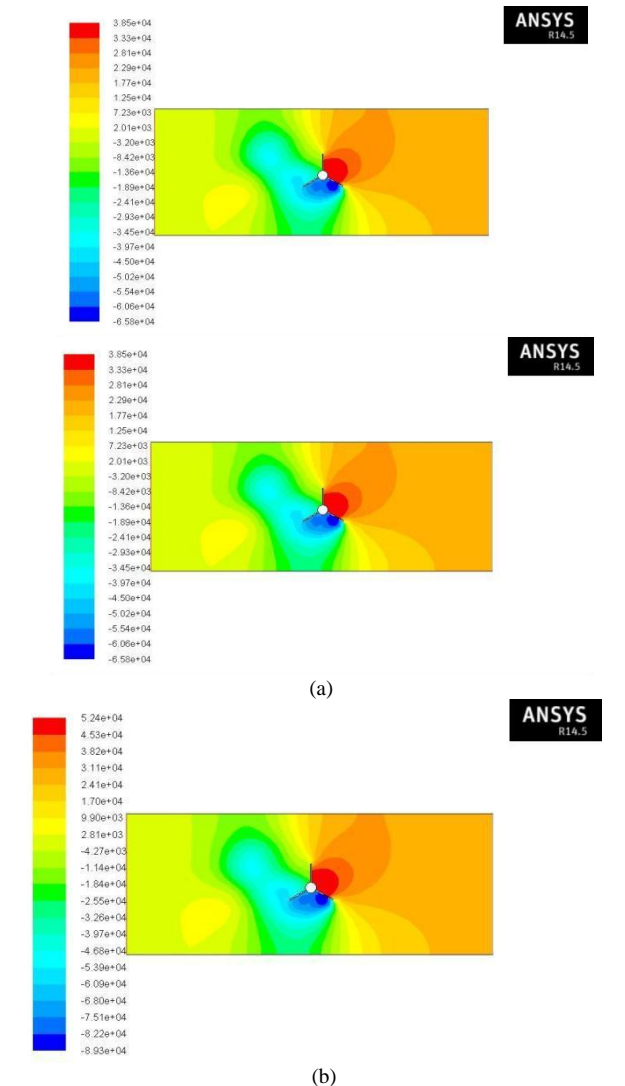 ANSYS
R14.5
3.85e+04
3.33e+04
2.81e+04
2.29e+04
1.77e+04
1.25e+04
7.23e+03
2.01e+03
-3.20e+03
-8.42e+03
-1.36e+04
-1.89e+04
-2.41e+04
-2.93e+04
-3.45e+04
-3.97e+04
-4.50e+04
-5.02e+04
-5.54e+04
-6.06e+04
-6.58e+04
ANSYS
R14.5
3.85e+04
3.33e+04
2.81e+04
2.29e+04
1.77e+04
1.25e+04
7.23e+03
2.01e+03
-3.20e+03
-8.42e+03
-1.36e+04
-1.89e+04
-2.41e+04
-2.93e+04
-3.45e+04
-3.97e+04
-4.50e+04
-5.02e+04
-5.54e+04
-6.06e+04
-6.58e+04
(a)
ANSYS
R14.5
5.24e+04
4.53e+04
3.82e+04
3.11e+04
2.41e+04
1.70e+04
9.90e+03
2.81e+03
-4.27e+03
-1.14e+04
-1.84e+04
-2.55e+04
-3.26e+04
-3.97e+04
-4.68e+04
-5.39e+04
-6.09e+04
-6.80e+04
-7.51e+04
-8.22e+04
-8.93e+04
(b)